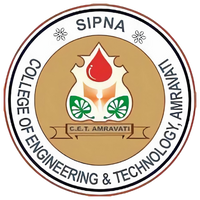 SIPNA
COLLEGE OF ENGINEERING & TECHNOLOGY, AMRAVATI
C.E.T. AMRAVATI